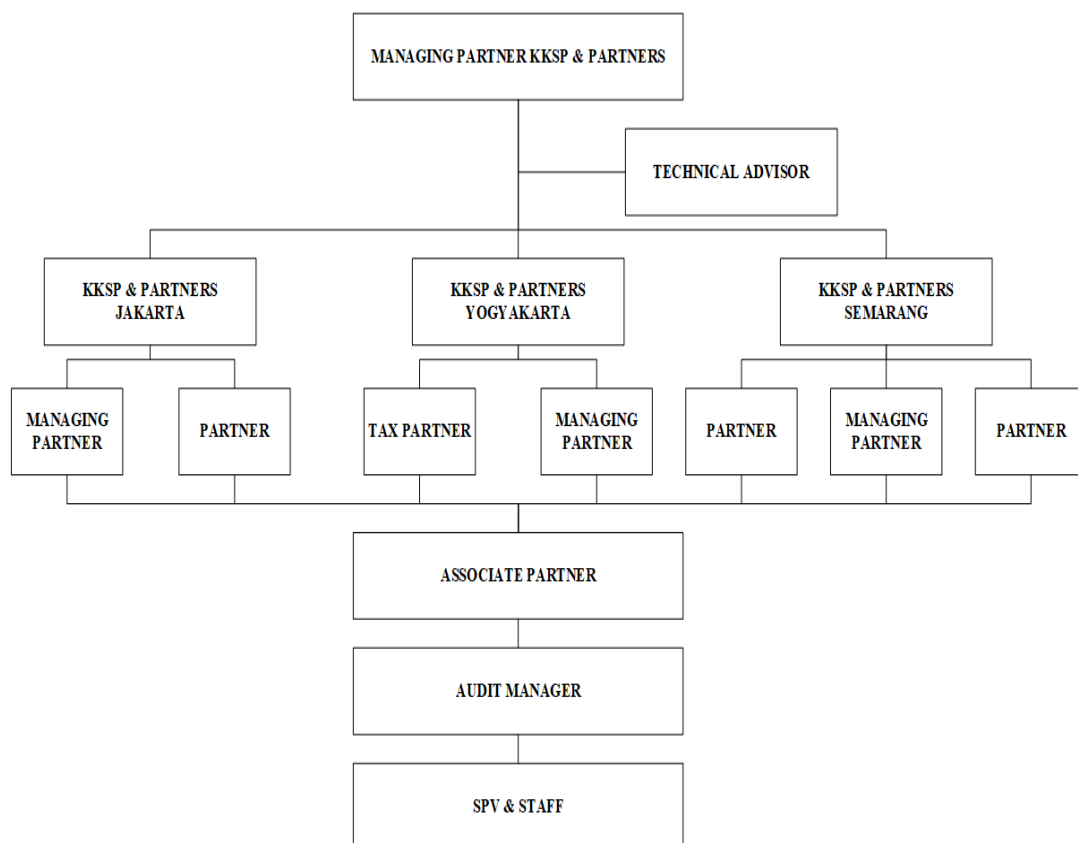 MANAGING PARTNER KKSP & PARTNERS
TECHNICAL ADVISOR
KKSP & PARTNERS
JAKARTA
KKSP & PARTNERS
YOGYAKARTA
KKSP & PARTNERS
SEMARANG
MANAGING
PARTNER
PARTNER
TAX PARTNER
MANAGING
PARTNER
PARTNER
MANAGING
PARTNER
PARTNER
ASSOCIATE PARTNER
AUDIT MANAGER
SPV & STAFF